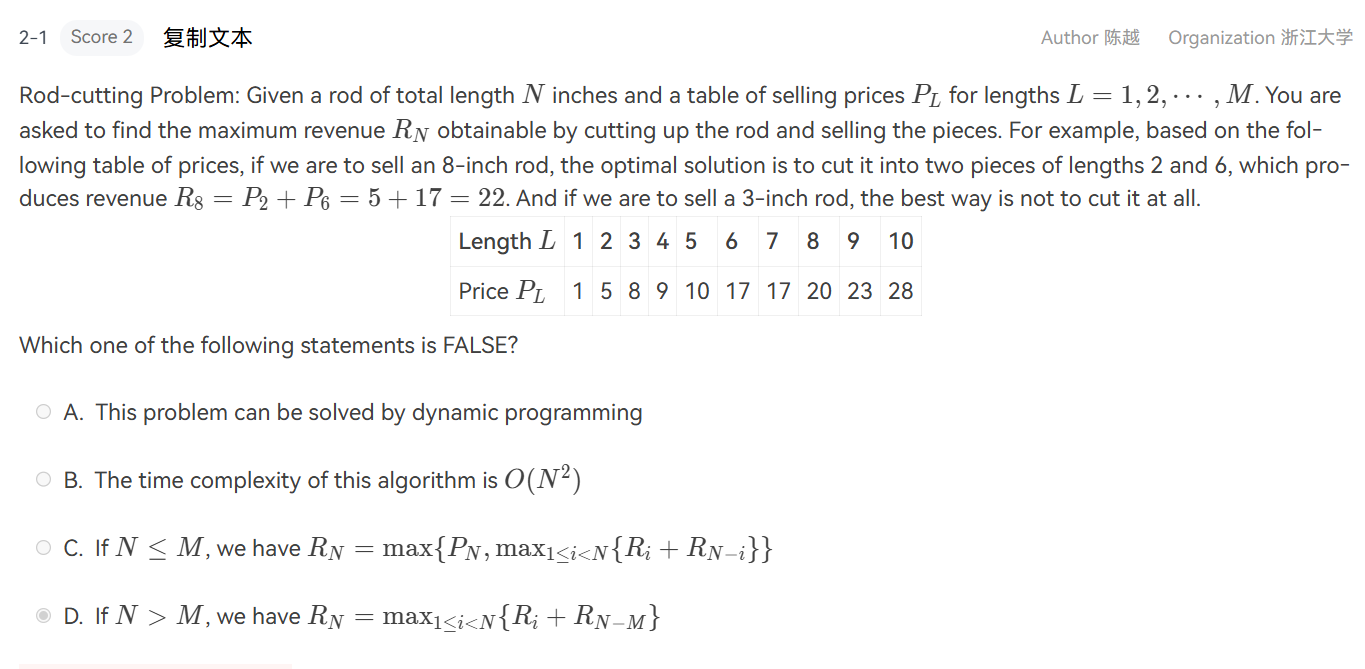 2-1 Score 2 复制文本 Author 陈越 Organization 浙江大学
Rod-cutting Problem: Given a rod of total length N inches and a table of selling prices P_L for lengths L = 1, 2, ⋯ , M. You are
asked to find the maximum revenue R_N obtainable by cutting up the rod and selling the pieces. For example, based on the fol-
lowing table of prices, if we are to sell an 8-inch rod, the optimal solution is to cut it into two pieces of lengths 2 and 6, which pro-
duces revenue R_8 = P_2 + P_6 = 5 + 17 = 22. And if we are to sell a 3-inch rod, the best way is not to cut it at all.
Length L 1 2 3 4 5 6 7 8 9 10
Price P_L 1 5 8 9 10 17 17 20 23 28
Which one of the following statements is FALSE?
A. This problem can be solved by dynamic programming
B. The time complexity of this algorithm is O(N^2)
C. If N ≤ M, we have R_N = max{P_N, max_{1≤i<N}{R_i + R_{N−i}}}
D. If N > M, we have R_N = max_{1≤i<N}{R_i + R_{N−M}}